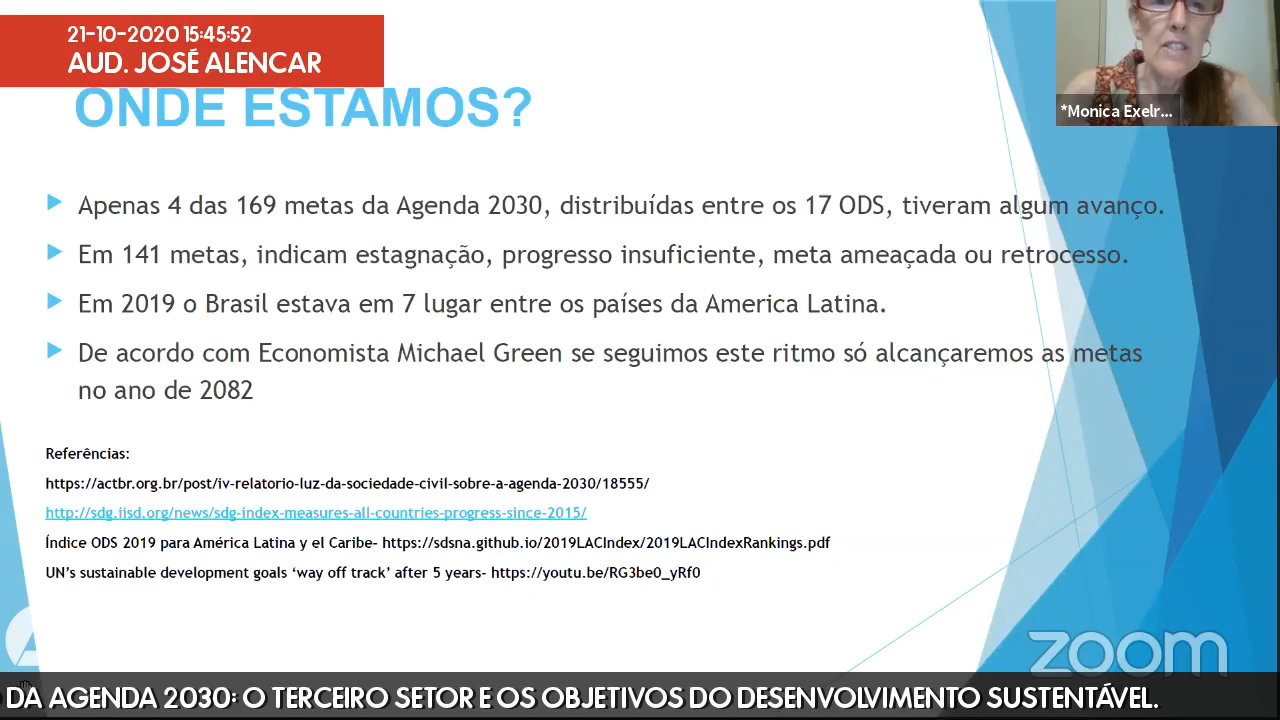 21-10-2020 15:45:52
AUD. JOSÉ ALENCAR
ONDE ESTAMOS?
*Monica Exelr...
Apenas 4 das 169 metas da Agenda 2030, distribuídas entre os 17 ODS, tiveram algum avanço.
Em 141 metas, indicam estagnação, progresso insuficiente, meta ameaçada ou retrocesso.
Em 2019 o Brasil estava em 7 lugar entre os países da America Latina.
De acordo com Economista Michael Green se seguimos este ritmo só alcançaremos as metas
no ano de 2082
Referências:
https://actbr.org.br/post/iv-relatorio-luz-da-sociedade-civil-sobre-a-agenda-2030/18555/
http://sdg.iisd.org/news/sdg-index-measures-all-countries-progress-since-2015/
Índice ODS 2019 para América Latina y el Caribe- https://sdsna.github.io/2019LACIndex/2019LACIndexRankings.pdf
UN’s sustainable development goals ‘way off track’ after 5 years- https://youtu.be/RG3be0_yRf0
zoom
DA AGENDA 2030: O TERCEIRO SETOR E OS OBJETIVOS DO DESENVOLVIMENTO SUSTENTÁVEL.